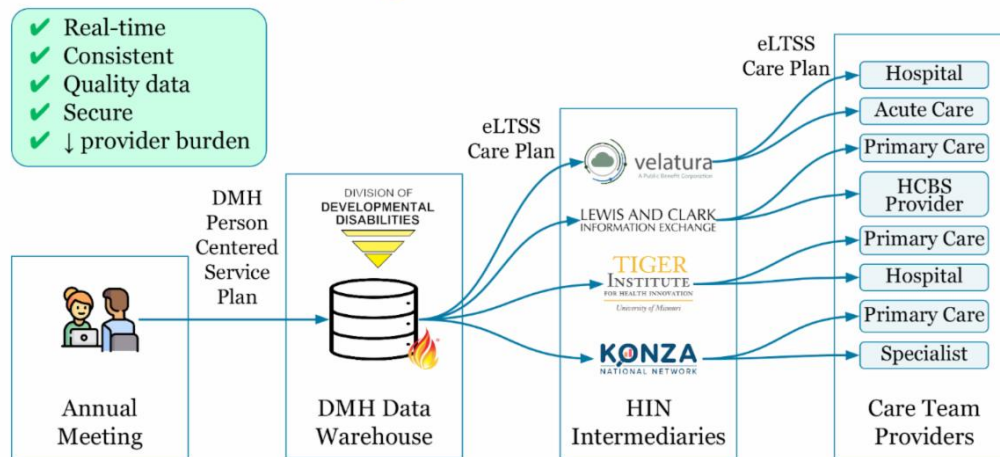 ✔ Real-time
✔ Consistent
✔ Quality data
✔ Secure
✔ ↓ provider burden
Annual
Meeting
DMH
Person
Centered
Service
Plan
DIVISION OF
DEVELOPMENTAL
DISABILITIES
DMH Data
Warehouse
eLTSS
Care Plan
velatura
A Public Benefit Corporation
LEWIS AND CLARK
INFORMATION EXCHANGE
TIGER
INSTITUTE
FOR HEALTH INNOVATION
University of Missouri
KONZA
NATIONAL NETWORK
HIN
Intermediaries
eLTSS
Care Plan
Hospital
Acute Care
Primary Care
HCBS
Provider
Primary Care
Hospital
Primary Care
Specialist
Care Team
Providers